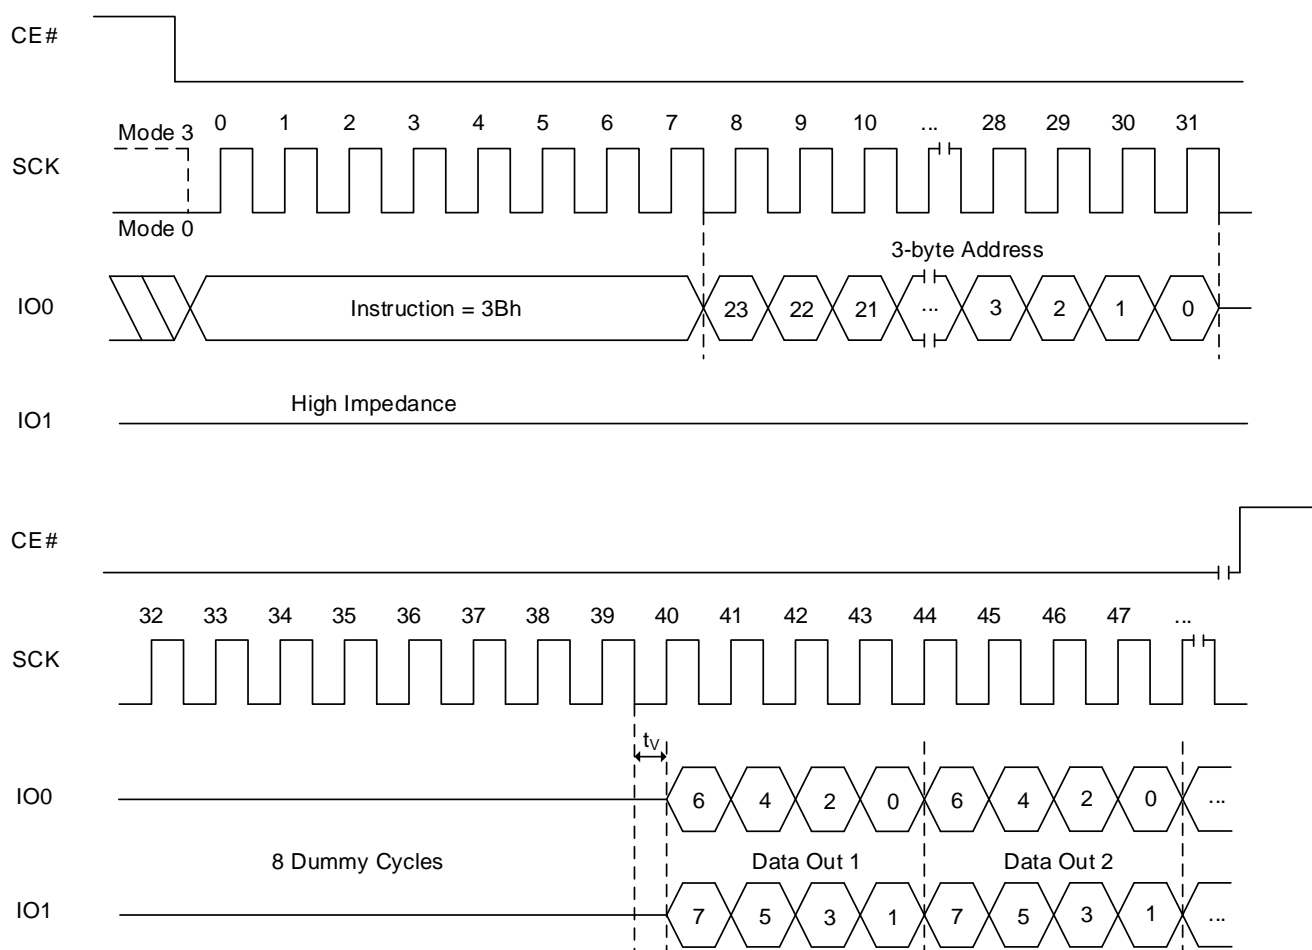 CE#
Mode 3 0 1 2 3 4 5 6 7 8 9 10 ... 28 29 30 31
SCK
Mode 0
3-byte Address
IO0 Instruction = 3Bh 23 22 21 ... 3 2 1 0
High Impedance
IO1
CE#
32 33 34 35 36 37 38 39 40 41 42 43 44 45 46 47 ...
SCK
tV
IO0 6 4 2 0 6 4 2 0 ...
8 Dummy Cycles Data Out 1 Data Out 2
IO1 7 5 3 1 7 5 3 1 ...